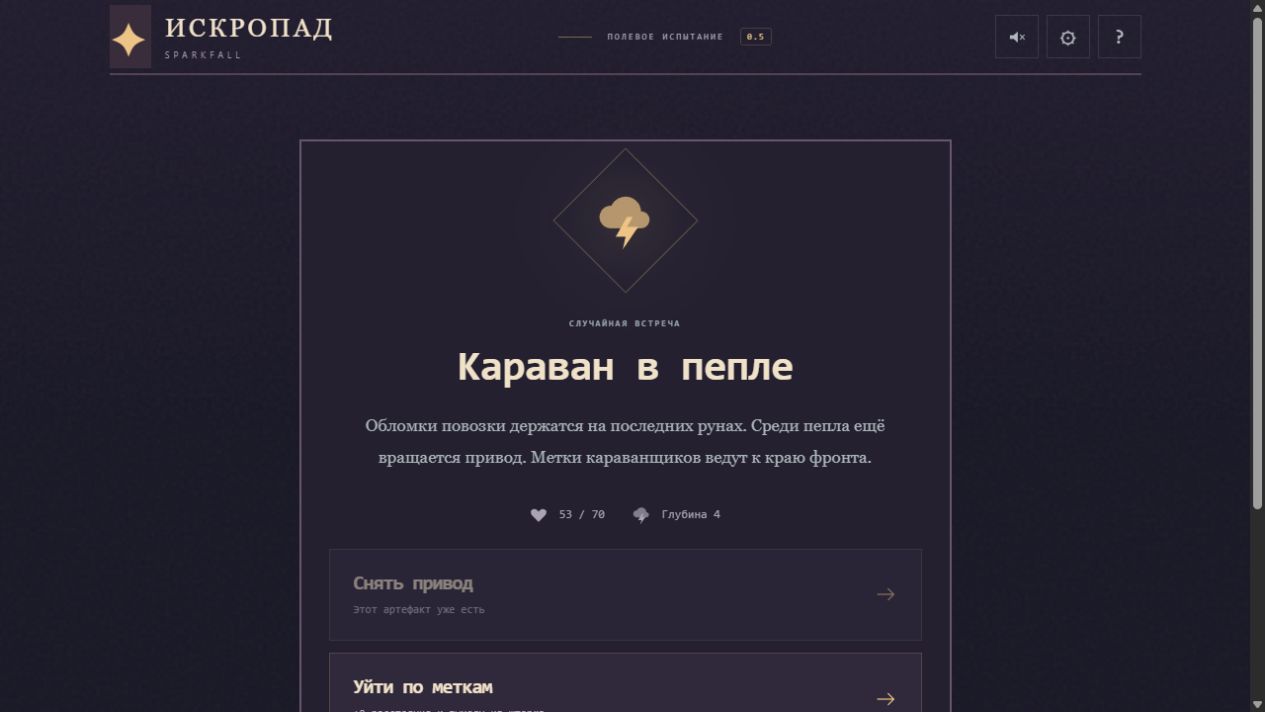 ИСКРОПАД
SPARKFALL
ПОЛЕВОЕ ИСПЫТАНИЕ 0.5
?
СЛУЧАЙНАЯ ВСТРЕЧА
Караван в пепле
Обломки повозки держатся на последних рунах. Среди пепла ещё
вращается привод. Метки караванщиков ведут к краю фронта.
53 / 70 Глубина 4
Снять привод
Этот артефакт уже есть
Уйти по меткам